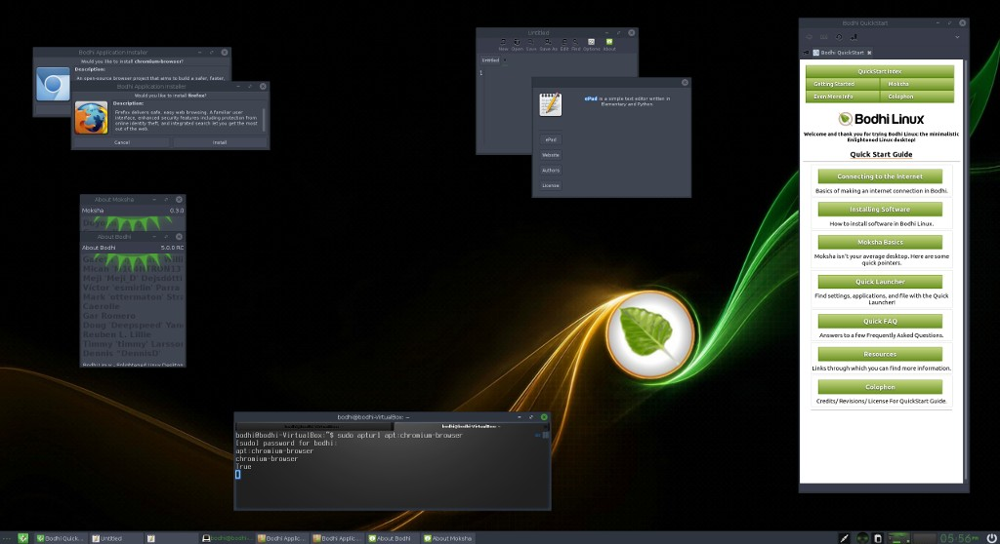 Bodhi Application Installer
Would you like to install chromium-browser?
Description:
An open-source browser project that aims to build a safer, faster,
Bodhi Application Installer
Would you like to install firefox?
Description:
Firefox delivers safe, easy web browsing. A familiar user
interface, enhanced security features including protection from
online identity theft, and integrated search let you get the most
out of the web.
Cancel
Install
Untitled
New Open Save Save As Edit Find Options About
Untitled
1
ePad is a simple text editor written in
Elementary and Python
ePad
Website
Authors
License
About Moksha
Moksha 0.3.0
About Bodhi
About Bodhi 5.0.0 RC
Meji 'Meji D' Dejsdötti
Victor 'esmirlin' Parra
Mark 'ottermaton' Stri
Caerolle
Gar Romero
Doug 'Deepspeed' Yan
Reuben L. Lillie
Timmy 'timmy' Larsson
Dennis "DennisD'
Bodhi Linux - Enlightened Linux Desktop
bodhi@bodhi-VirtualBox: ~
bodhi@bodhi-VirtualBox: ~
bodhi@bodhi-VirtualBox:~$ sudo apturl apt:chromium-browser
[sudo] password for bodhi:
apt:chromium-browser
chromium-browser
True
Bodhi QuickStart
Bodhi: QuickStart
QuickStart Index
Getting Started
Moksha
Even More Info
Colophon
Bodhi Linux
Welcome and thank you for trying Bodhi Linux: the minimalistic
Enlightened Linux desktop!
Quick Start Guide
Connecting to the Internet
Basics of making an internet connection in Bodhi.
Installing Software
How to install software in Bodhi Linux.
Moksha Basics
Moksha isn't your average desktop. Here are some
quick pointers.
Quick Launcher
Find settings, applications, and file with the Quick
Launcher!
Quick FAQ
Answers to a few Frequently Asked Questions.
Resources
Links through which you can find more information.
Colophon
Credits/ Revisions/ License For QuickStart Guide.
Bodhi Quick...
Untitled
bodhi@bodhi-...
Bodhi Applic...
Bodhi Applic...
About Bodhi
About Moksha
05:56